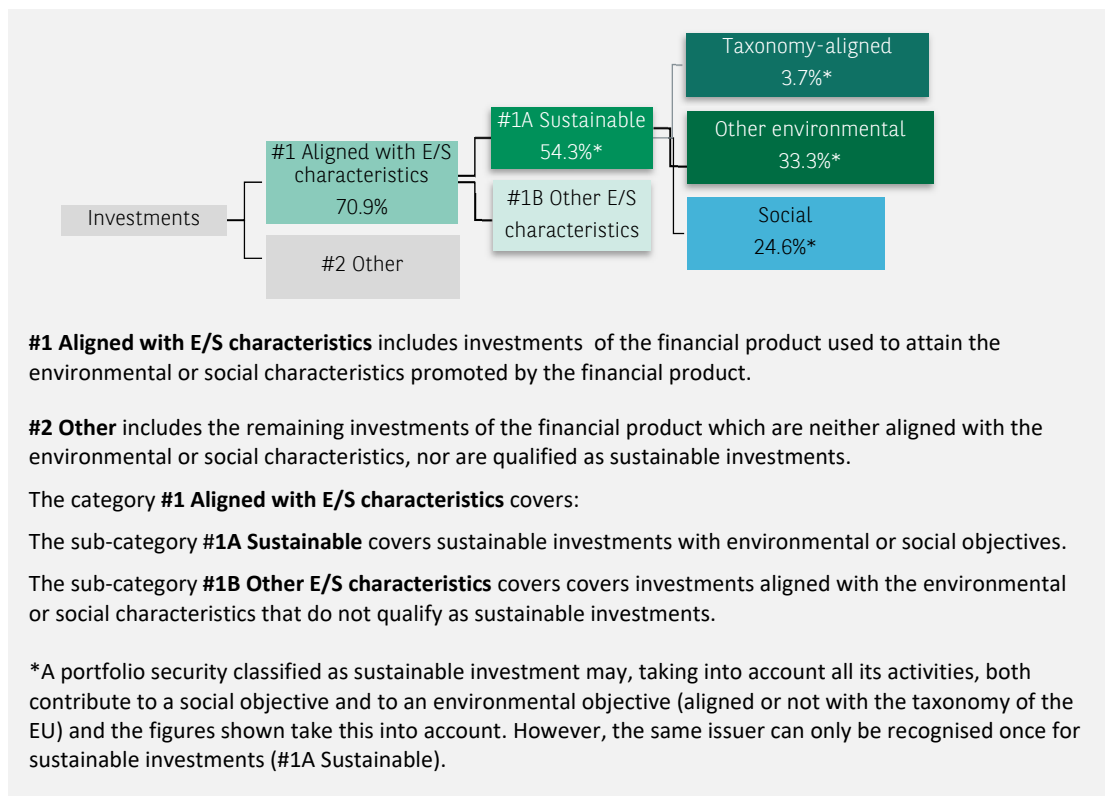 Taxonomy-aligned
3.7%*
#1A Sustainable
54.3%*
Other environmental
33.3%*
#1 Aligned with E/S
characteristics
70.9%
#1B Other E/S
characteristics
Investments
Social
24.6%*
#2 Other
#1 Aligned with E/S characteristics includes investments  of the financial product used to attain the
environmental or social characteristics promoted by the financial product.
#2 Other includes the remaining investments of the financial product which are neither aligned with the
environmental or social characteristics, nor are qualified as sustainable investments.
The category #1 Aligned with E/S characteristics covers:
The sub-category #1A Sustainable covers sustainable investments with environmental or social objectives.
The sub-category #1B Other E/S characteristics covers covers investments aligned with the environmental
or social characteristics that do not qualify as sustainable investments.
*A portfolio security classified as sustainable investment may, taking into account all its activities, both
contribute to a social objective and to an environmental objective (aligned or not with the taxonomy of the
EU) and the figures shown take this into account. However, the same issuer can only be recognised once for
sustainable investments (#1A Sustainable).